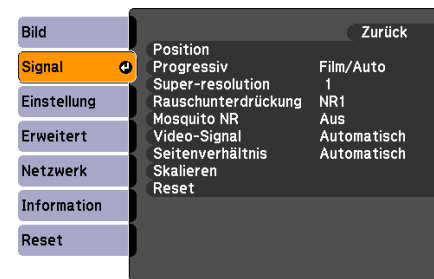 Bild
Signal
Einstellung
Erweitert
Netzwerk
Information
Reset
Zurück
Position
Progressiv Film/Auto
Super-resolution 1
Rauschunterdrückung NR1
Mosquito NR Aus
Video-Signal Automatisch
Seitenverhältnis Automatisch
Skalieren
Reset